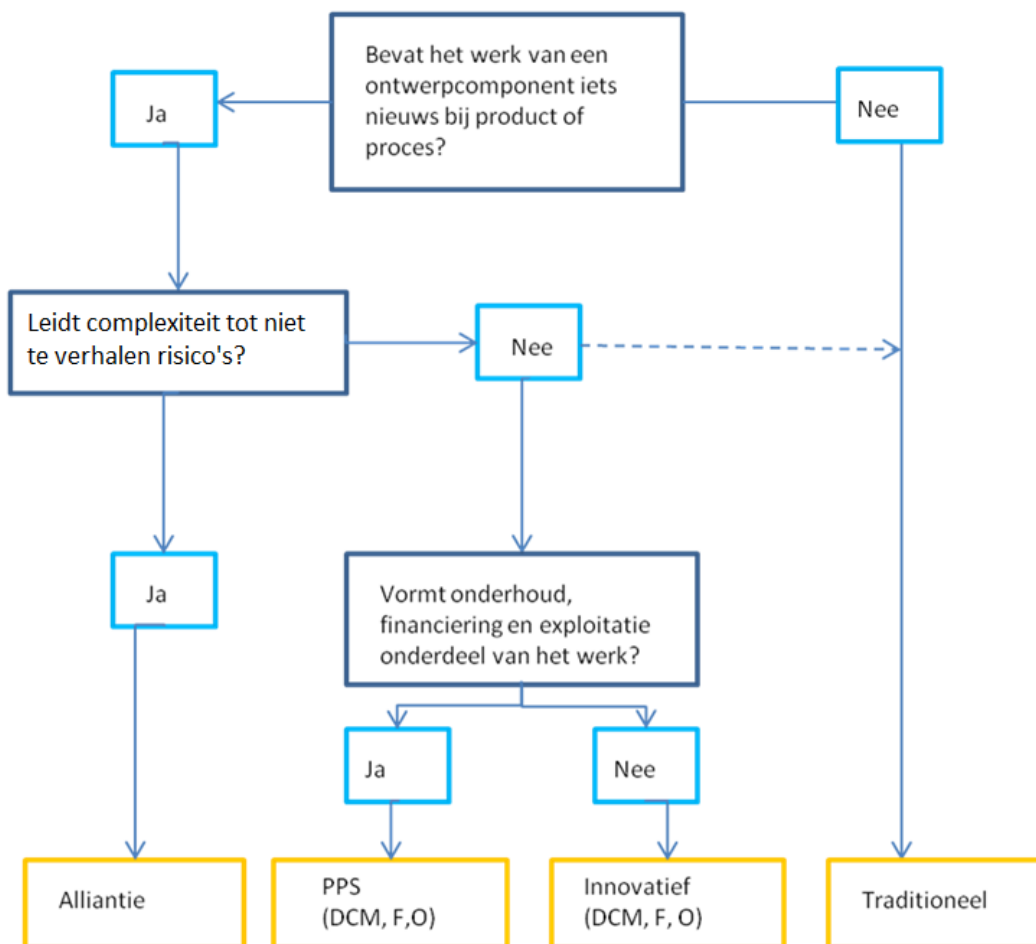 Bevat het werk van een
ontwerpcomponent iets
nieuws bij product of
proces?
Ja
Nee
Leidt complexiteit tot niet
te verhalen risico's?
Nee
Ja
Vormt onderhoud,
financiering en exploitatie
onderdeel van het werk?
Ja
Nee
Alliantie
PPS
(DCM, F,O)
Innovatief
(DCM, F, O)
Traditioneel